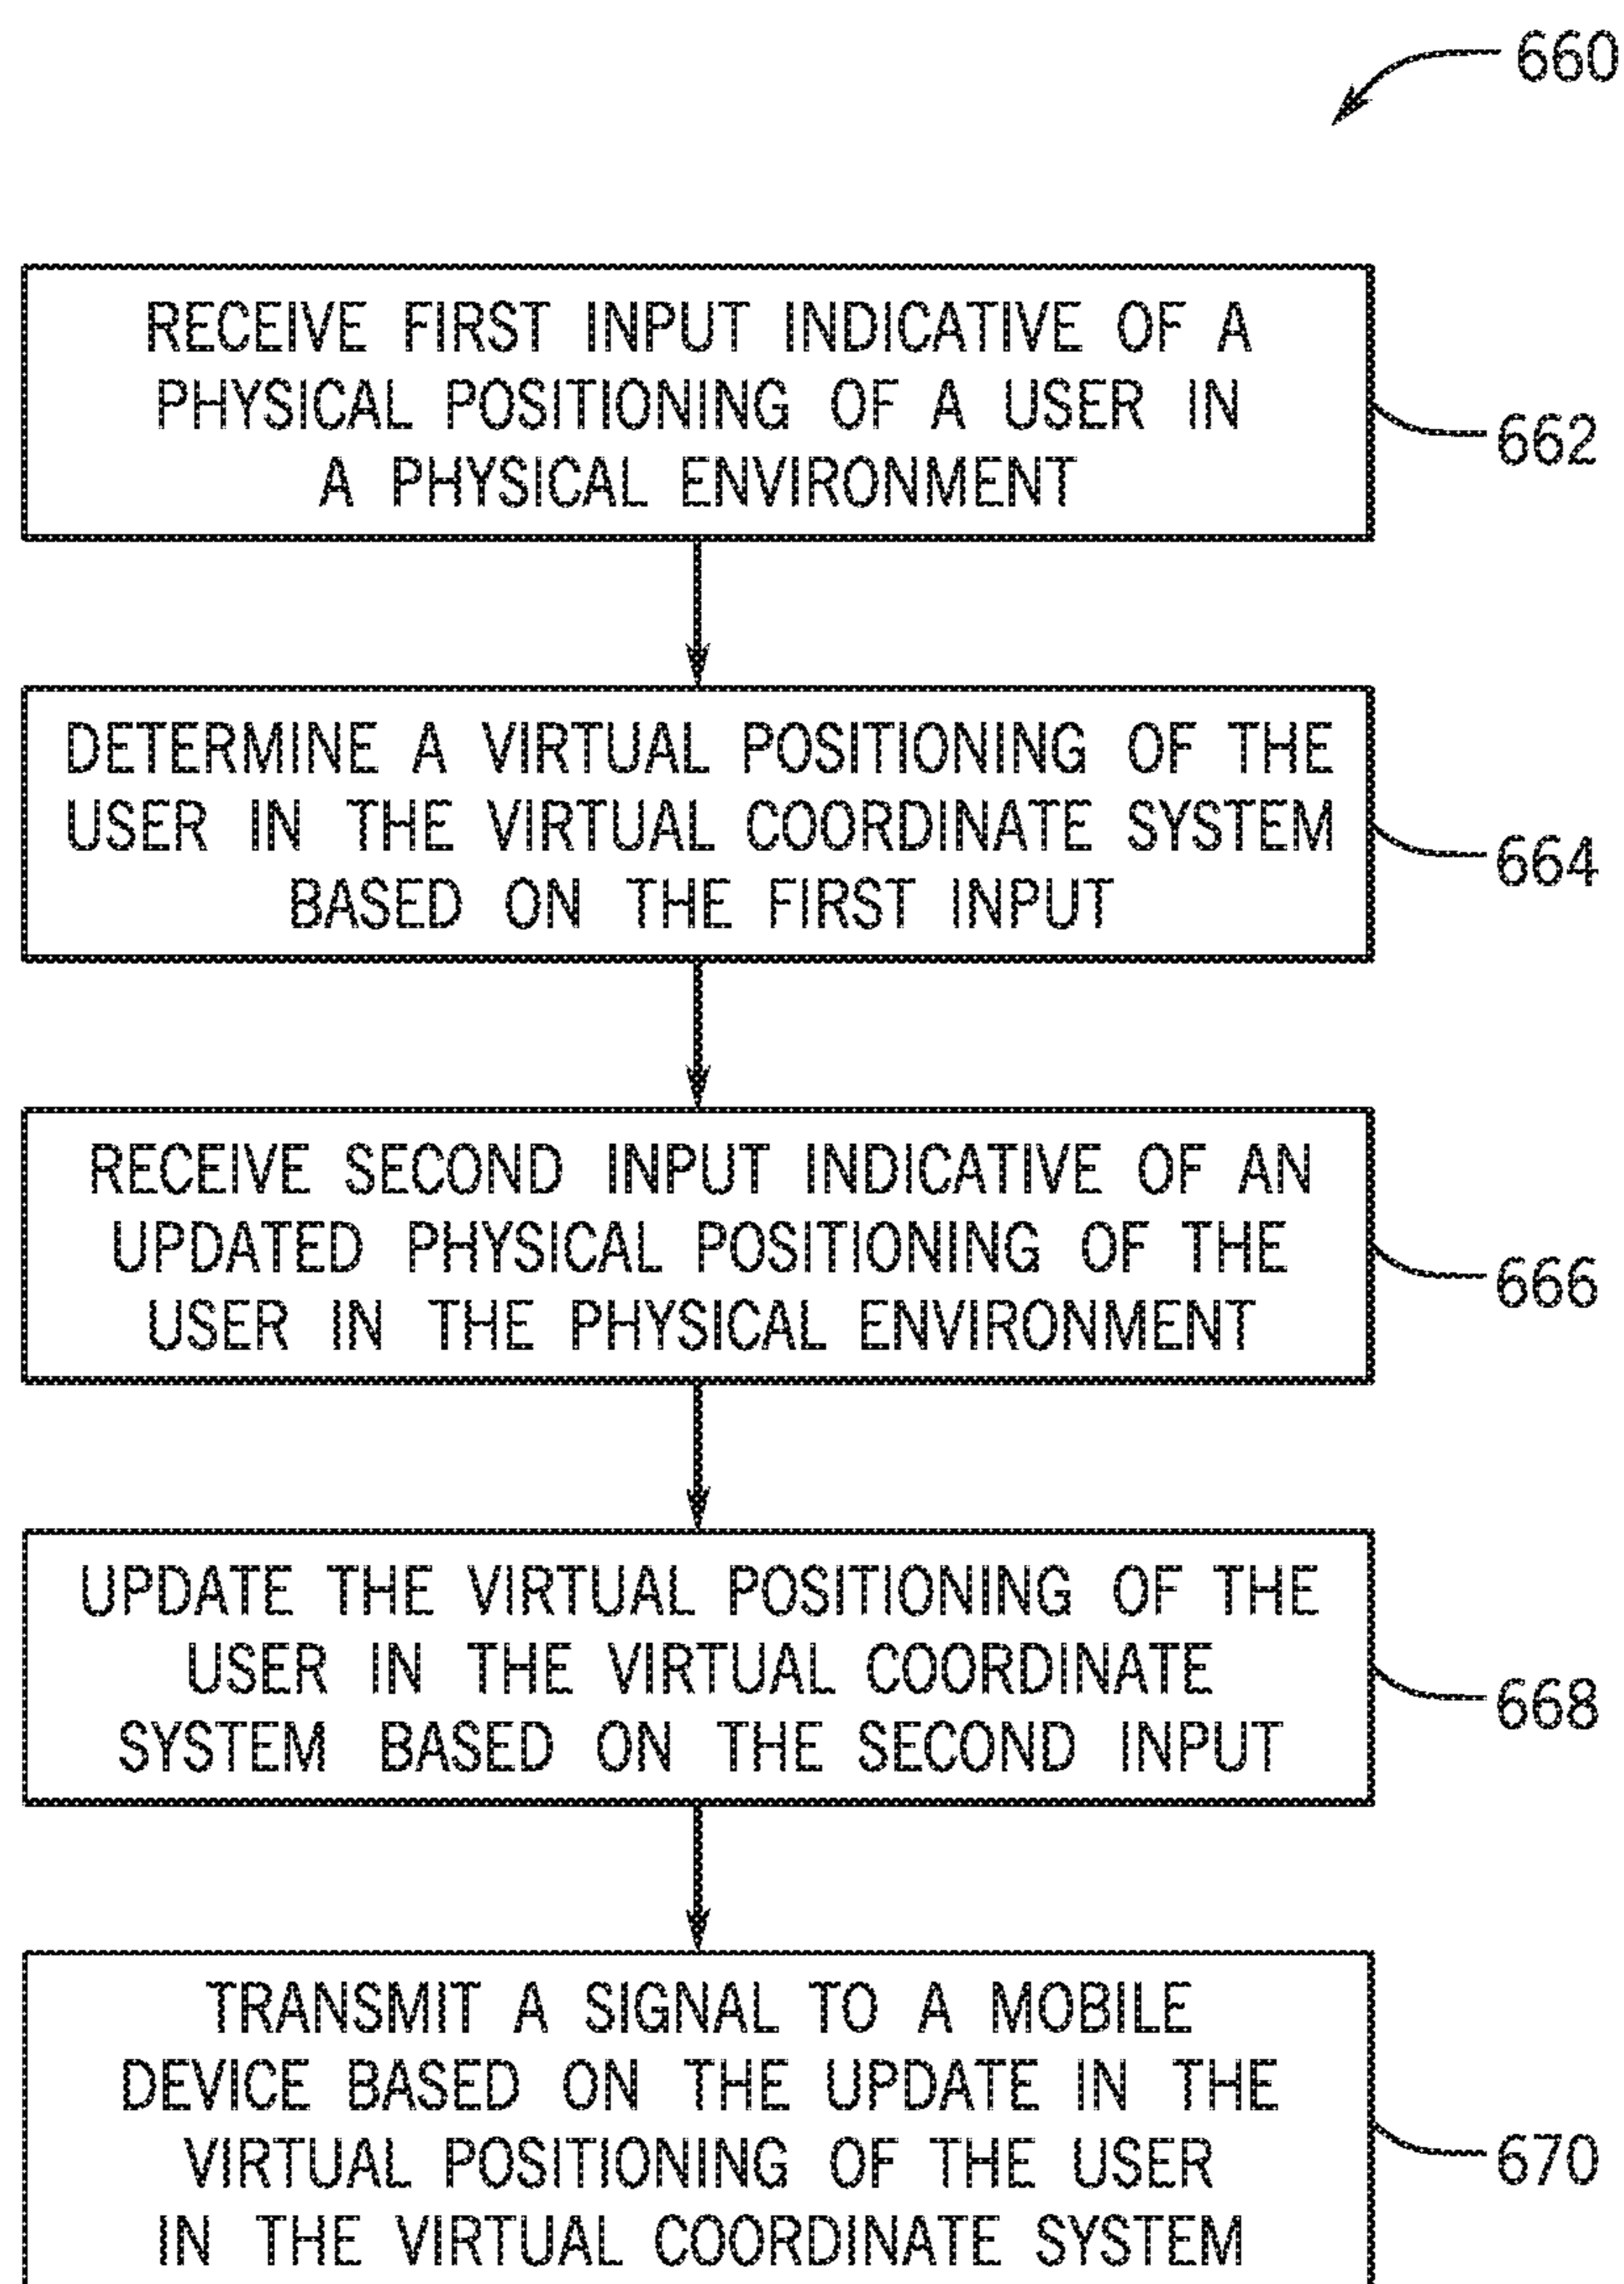 660
RECEIVE FIRST INPUT INDICATIVE OF A
PHYSICAL POSITIONING OF A USER IN
A PHYSICAL ENVIRONMENT
662
DETERMINE A VIRTUAL POSITIONING OF THE
USER IN THE VIRTUAL COORDINATE SYSTEM
BASED ON THE FIRST INPUT
664
RECEIVE SECOND INPUT INDICATIVE OF AN
UPDATED PHYSICAL POSITIONING OF THE
USER IN THE PHYSICAL ENVIRONMENT
666
UPDATE THE VIRTUAL POSITIONING OF THE
USER IN THE VIRTUAL COORDINATE
SYSTEM BASED ON THE SECOND INPUT
668
TRANSMIT A SIGNAL TO A MOBILE
DEVICE BASED ON THE UPDATE IN THE
VIRTUAL POSITIONING OF THE USER
IN THE VIRTUAL COORDINATE SYSTEM
670